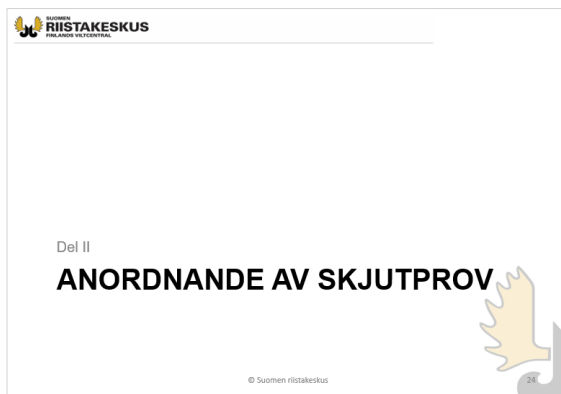 SUOMEN
RIISTAKESKUS
FINLANDS VILTCENTRAL
Del II
ANORDNANDE AV SKJUTPROV
© Suomen riistakeskus
24